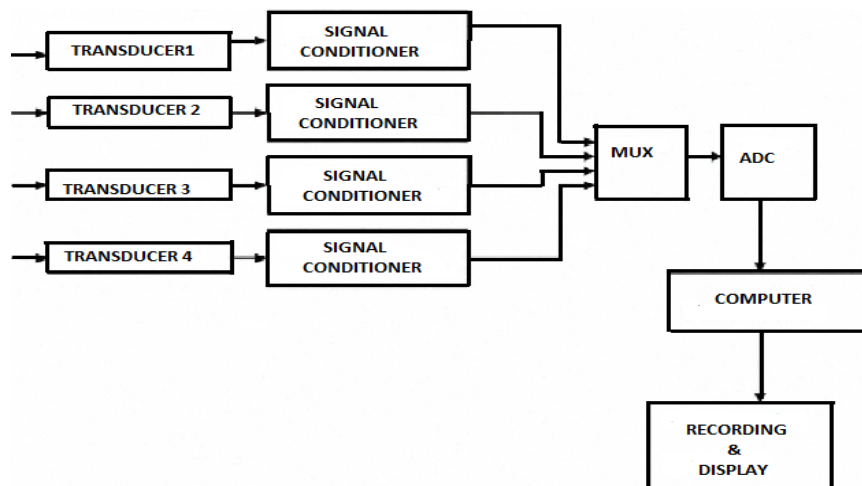 TRANSDUCER1
SIGNAL
CONDITIONER
TRANSDUCER 2
SIGNAL
CONDITIONER
TRANSDUCER 3
SIGNAL
CONDITIONER
TRANSDUCER 4
SIGNAL
CONDITIONER
MUX
ADC
COMPUTER
RECORDING
&
DISPLAY